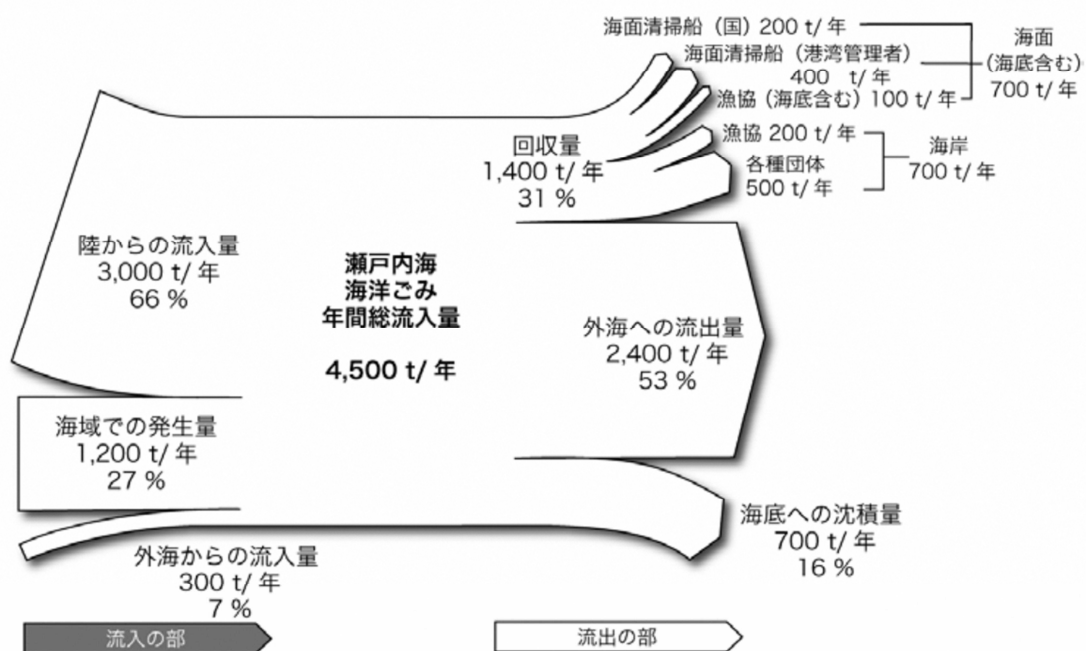 海面清掃船（国）200 t/ 年
海面清掃船（港湾管理者）
400 t/ 年
漁協（海底含む）100 t/ 年
海面
（海底含む）
700 t/ 年
漁協 200 t/ 年
各種団体
500 t/ 年
海岸
700 t/ 年
回収量
1,400 t/ 年
31 %
陸からの流入量
3,000 t/ 年
66 %
瀬戸内海
海洋ごみ
年間総流入量
4,500 t/ 年
外海への流出量
2,400 t/ 年
53 %
海域での発生量
1,200 t/ 年
27 %
海底への沈積量
700 t/ 年
16 %
外海からの流入量
300 t/ 年
7 %
流入の部
流出の部